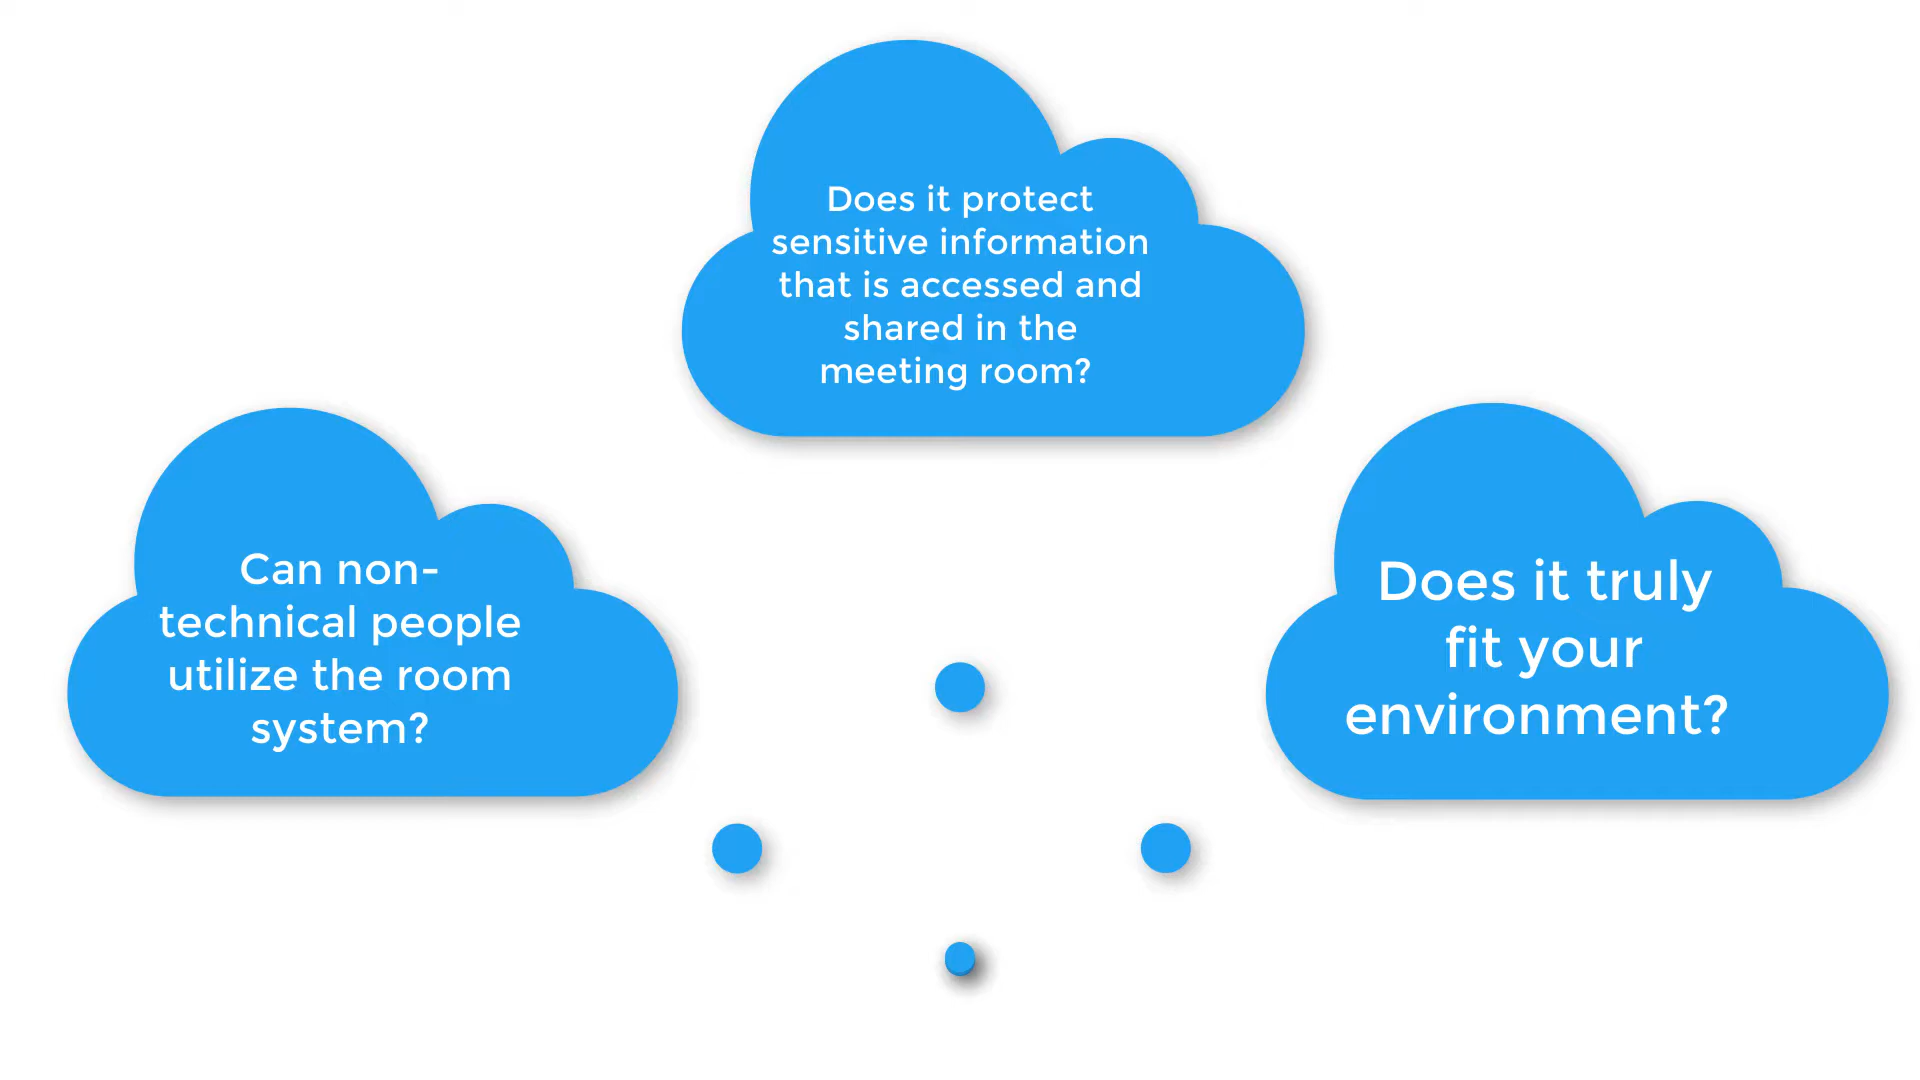 Does it protect
sensitive information
that is accessed and
shared in the
meeting room?
Can non-
technical people
utilize the room
system?
Does it truly
fit your
environment?